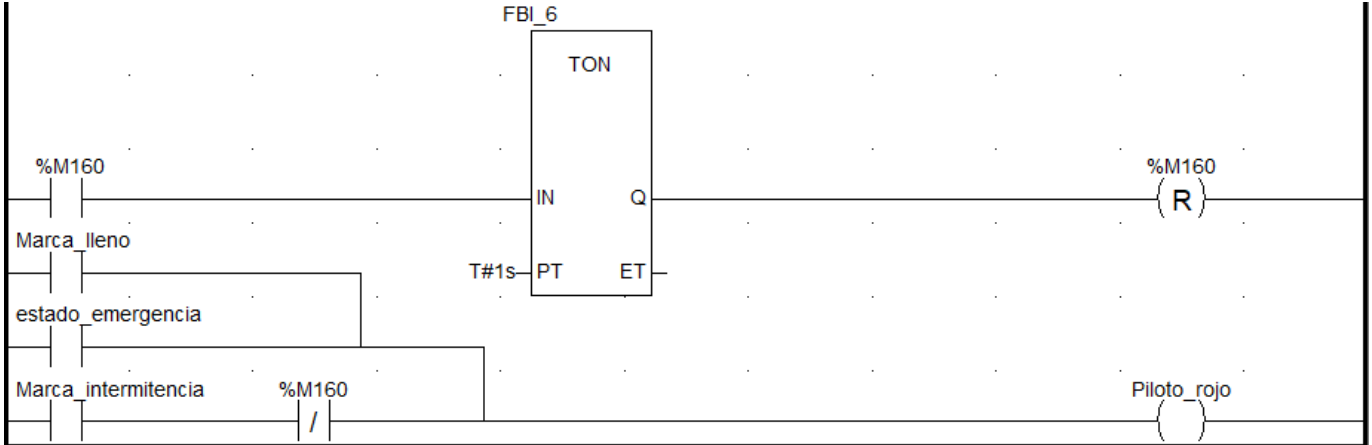 FBI_6
TON
%M160
%M160
IN
Q
R
Marca_lleno
T#1s
PT
ET
estado_emergencia
Marca_intermitencia
%M160
Piloto_rojo
/